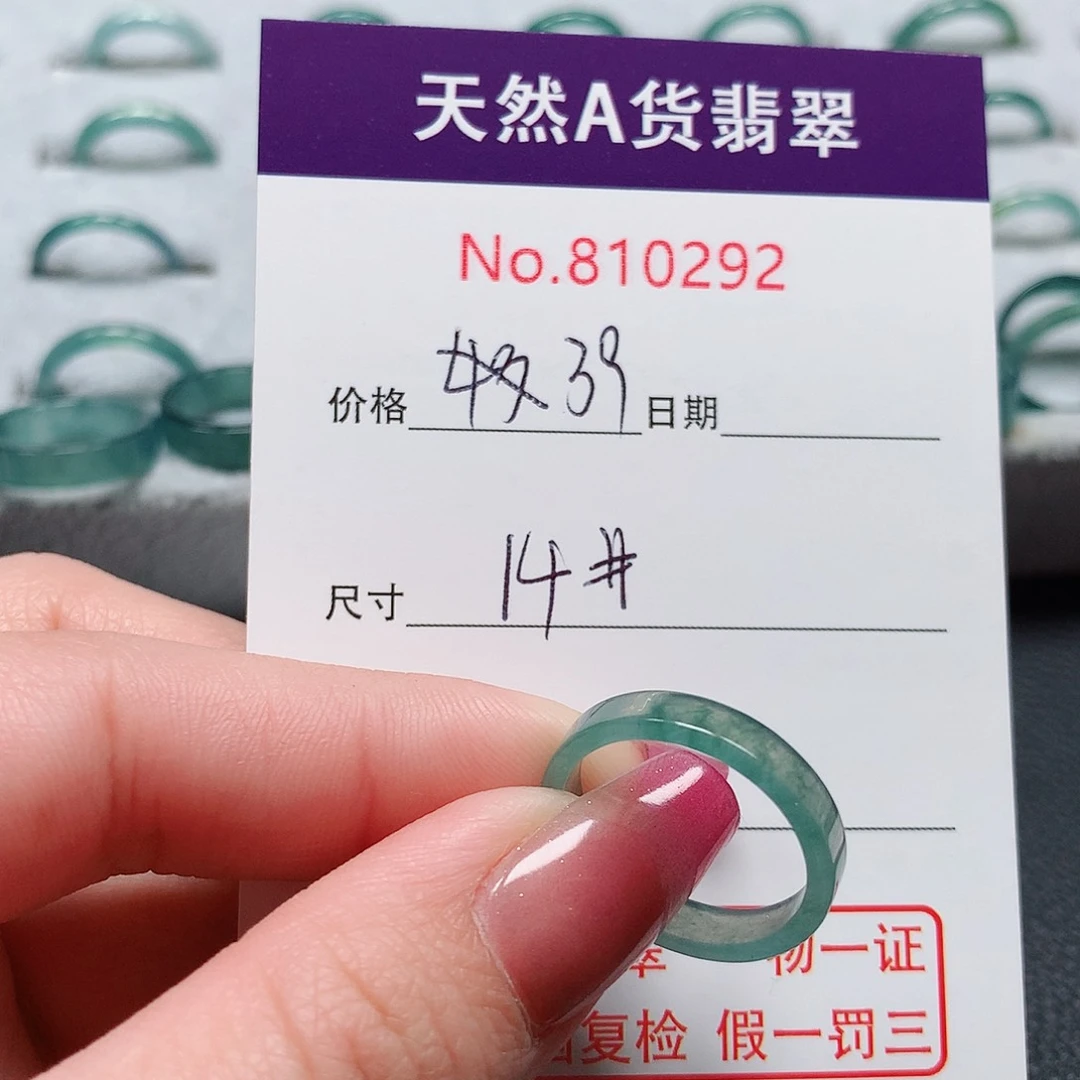 天然A货翡翠
No.810292
价格 39 日期
尺寸 14#
翠 物一证
复检 假一罚三